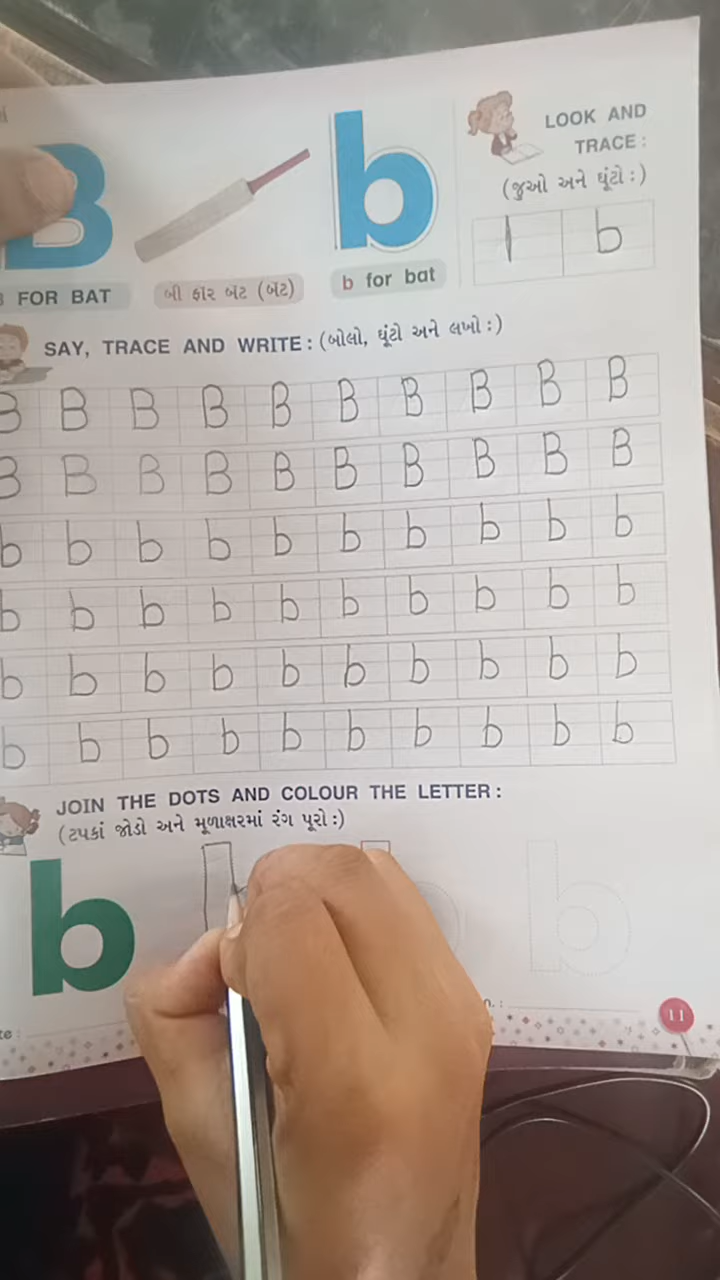 B b LOOK AND
TRACE :
(જુઓ અને ઘૂંટો :)
l b
B FOR BAT બી ફૉર બૅટ (બૅટ) b for bat
SAY, TRACE AND WRITE : (બોલો, ઘૂંટો અને લખો :)
B B B B B B B B B B
B B B B B B B B B B
b b b b b b b b b b
b b b b b b b b b b
b b b b b b b b b b
b b b b b b b b b b
JOIN THE DOTS AND COLOUR THE LETTER :
(ટપકાં જોડો અને મૂળાક્ષરમાં રંગ પૂરો :)
b b
11